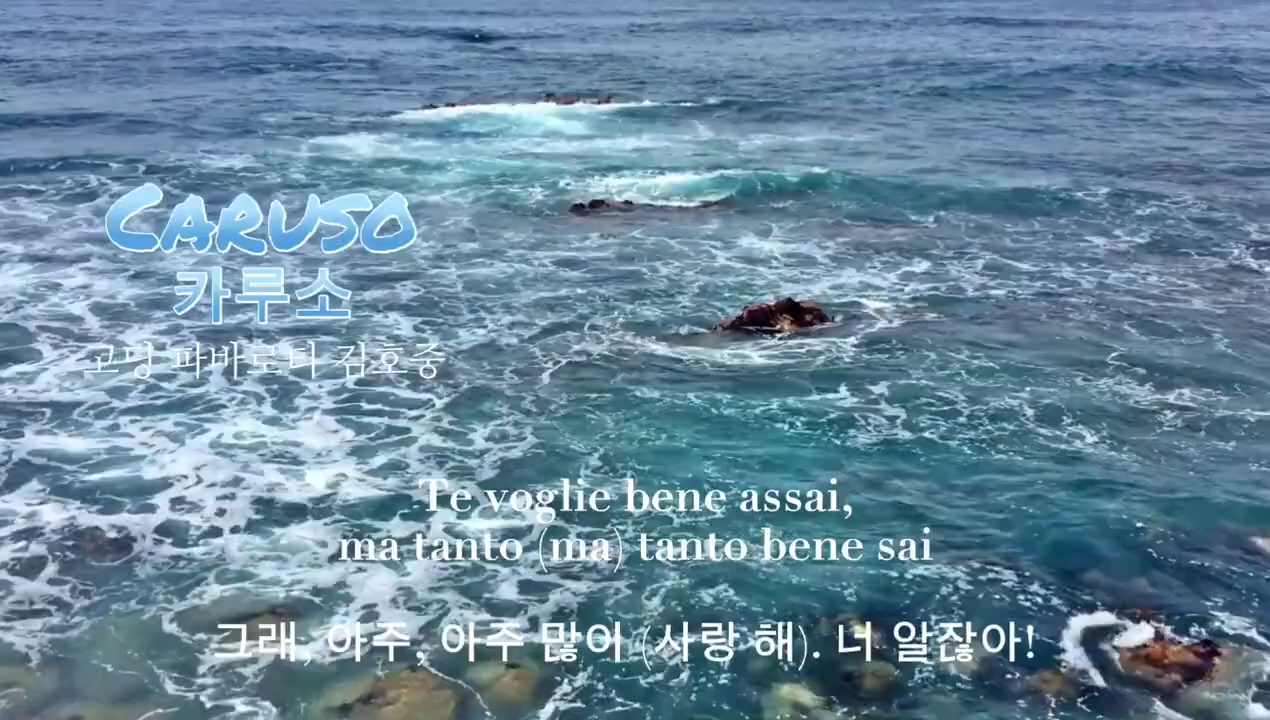 Caruso
카루소
고딩 파바로티 김호중
Te voglie bene assai,
ma tanto (ma) tanto bene sai
그래, 아주, 아주 많이 (사랑 해). 너 알잖아!